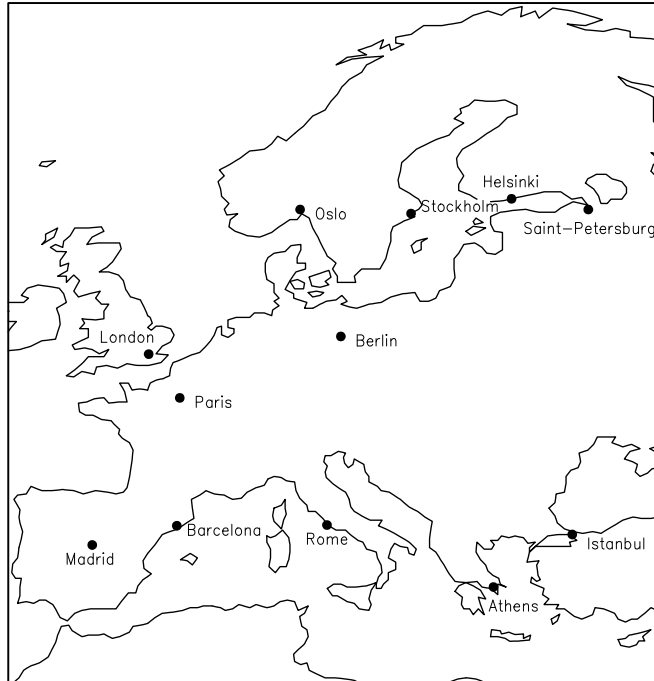 Helsinki
Oslo
Stockholm
Saint-Petersburg
London
Berlin
Paris
Barcelona
Rome
Istanbul
Madrid
Athens